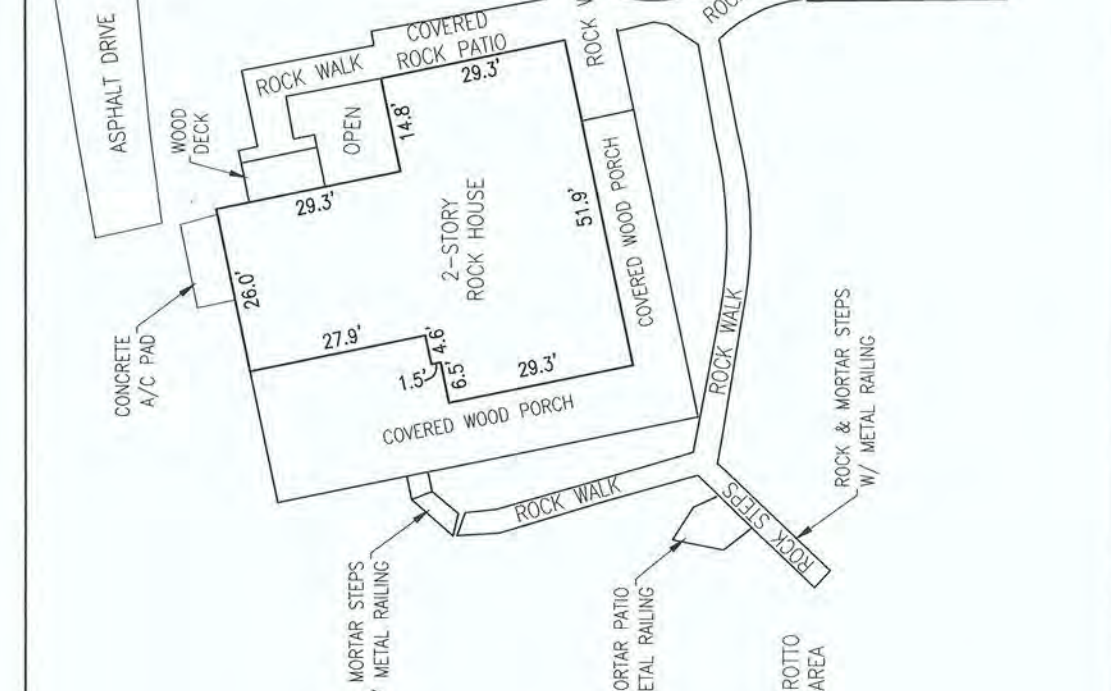 ASPHALT DRIVE
COVERED
ROCK PATIO
ROCK WALK
29.3'
14.8'
OPEN
WOOD
DECK
29.3'
26.0'
CONCRETE
A/C PAD
2-STORY
ROCK HOUSE
51.9'
COVERED WOOD PORCH
27.9'
4.6'
1.5'
6.5'
29.3'
COVERED WOOD PORCH
ROCK WALK
ROCK WALK
ROCK STEPS
ROCK & MORTAR STEPS
W/ METAL RAILING
MORTAR STEPS
METAL RAILING
ORTAR PATIO
ETAL RAILING
ROTTO
AREA
ROCK